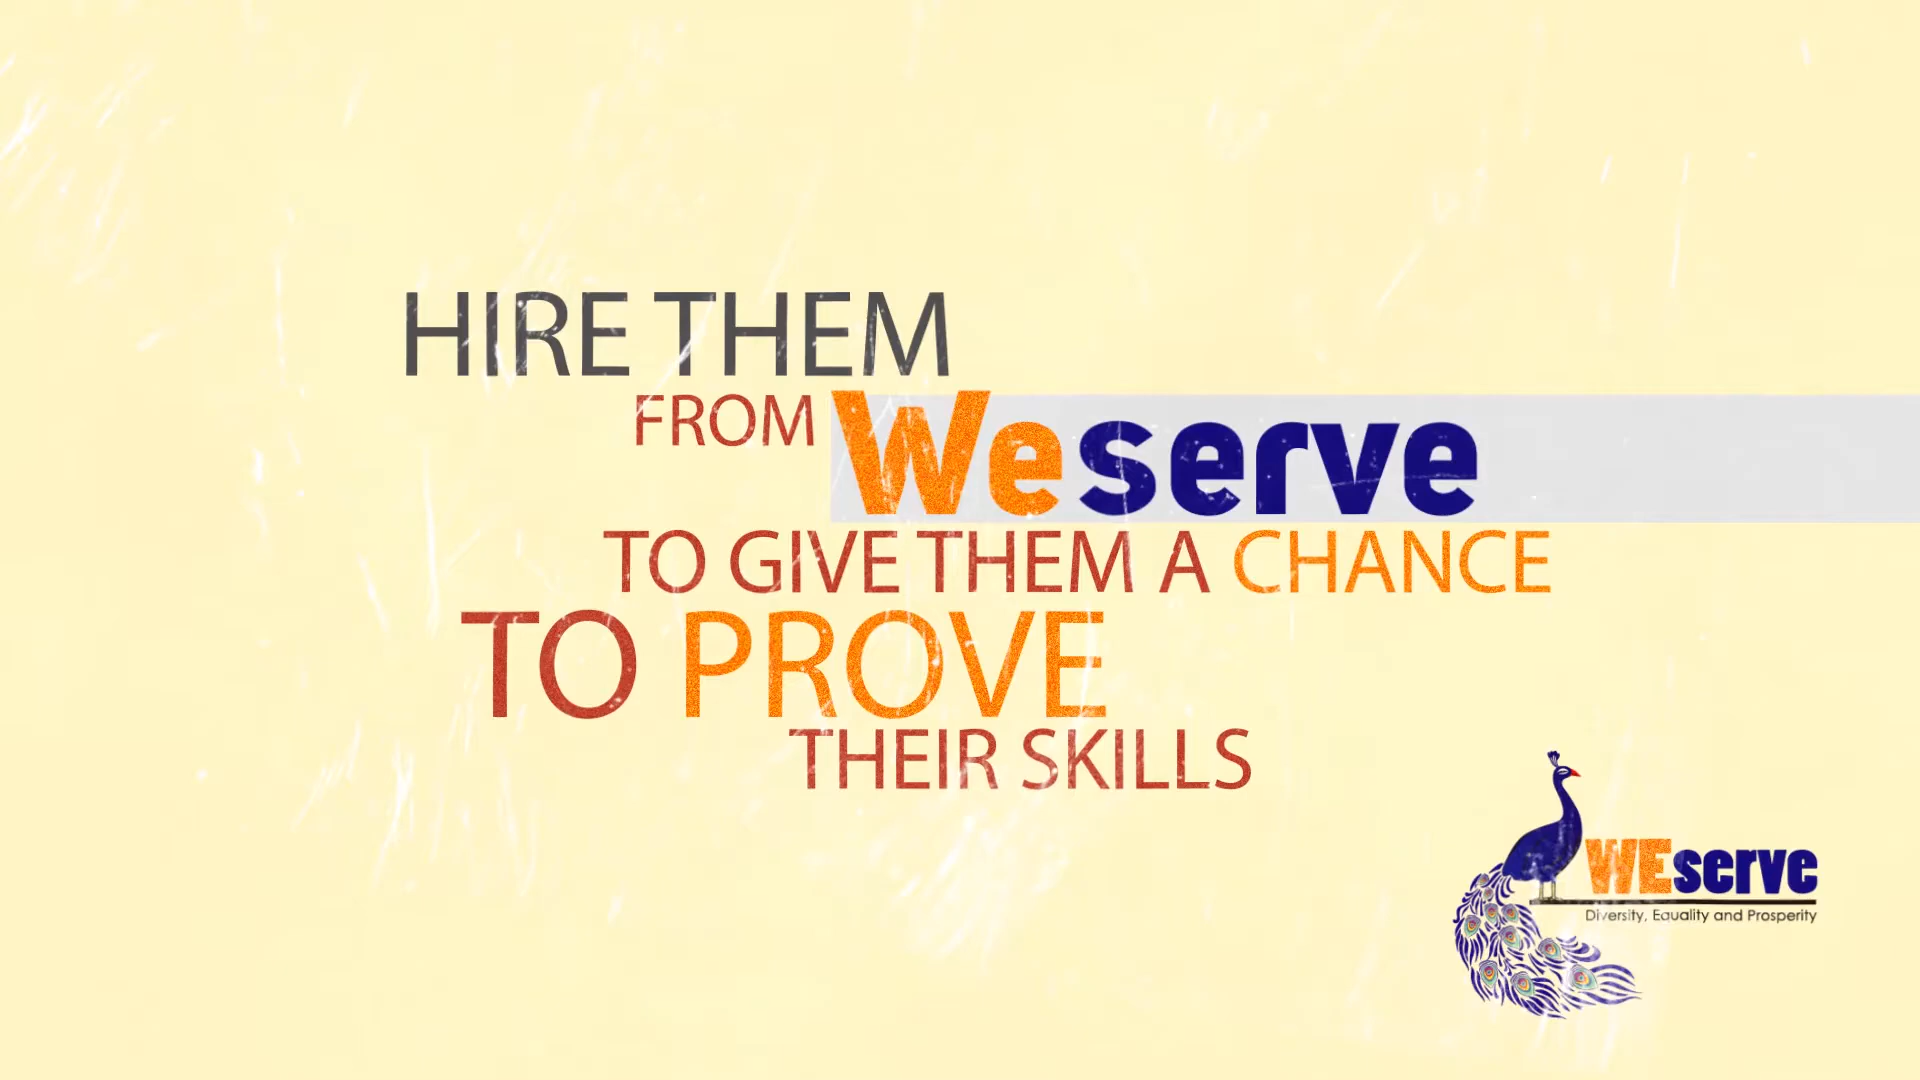 HIRE THEM
FROM Weserve
TO GIVE THEM A CHANCE
TO PROVE
THEIR SKILLS
WEserve
Diversity, Equality and Prosperity